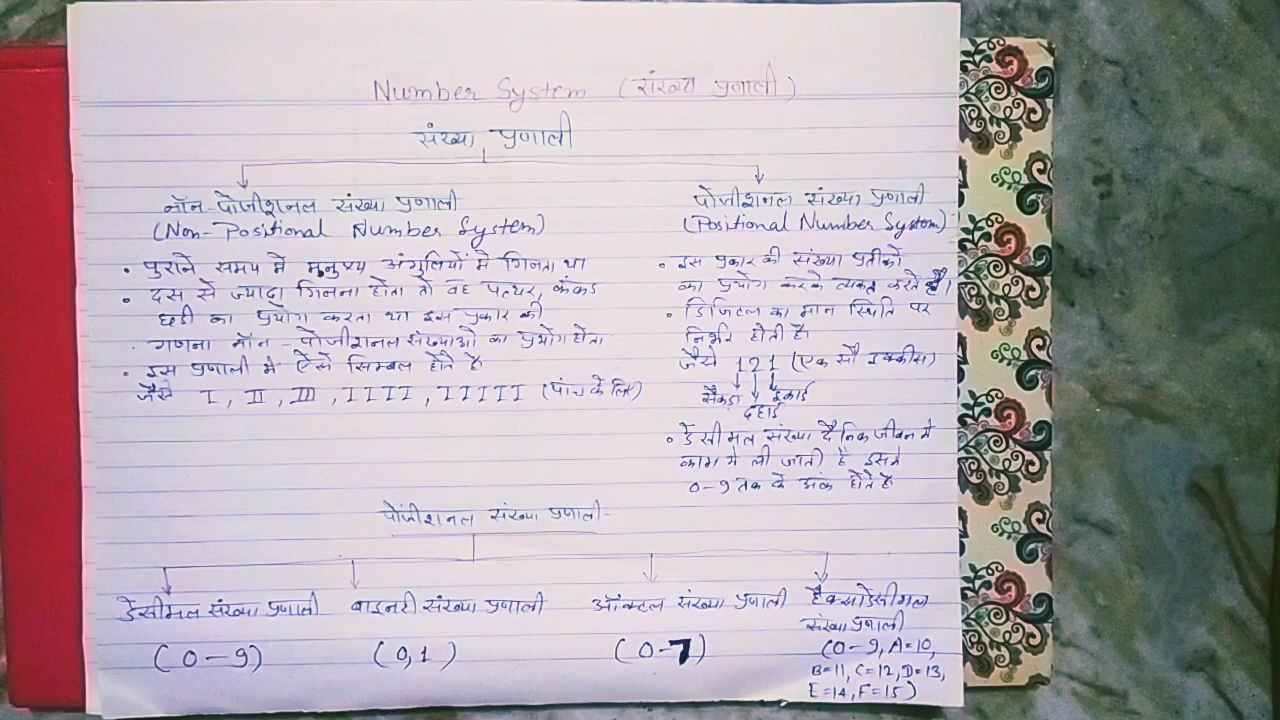 Number System (संख्या प्रणाली)
संख्या प्रणाली
नॉन-पोजीशनल संख्या प्रणाली
(Non-Positional Number System)
• पुराने समय में मनुष्य अंगुलियों में गिनता था
• दस से ज्यादा गिनना होता तो वह पत्थर, कंकड
छडी का प्रयोग करता था इस प्रकार की
गणना नॉन-पोजीशनल संख्याओं का प्रयोग होता
• इस प्रणाली में ऐसे सिम्बल होते है
जैसे I, II, III, IIII, IIIII (पांच के लिए)
पोजीशनल संख्या प्रणाली
(Positional Number System)
• इस प्रकार की संख्या प्रतीकों
का प्रयोग करके व्यक्त करते है।
• डिजिटल का मान स्थिति पर
निर्भर होती है।
जैसे 121 (एक सौ इक्कीस)
सैकडा इकाई
दहाई
• डेसीमल संख्या दैनिक जीवन मे
काम मे ली जाती है इसमे
0-9 तक के अंक होते है
पोजीशनल संख्या प्रणाली-
डेसीमल संख्या प्रणाली बाइनरी संख्या प्रणाली ऑक्टल संख्या प्रणाली हैक्साडेसीमल
संख्या प्रणाली
(0-9) (0,1) (0-7) (0-9, A=10,
B=11, C=12, D=13,
E=14, F=15)